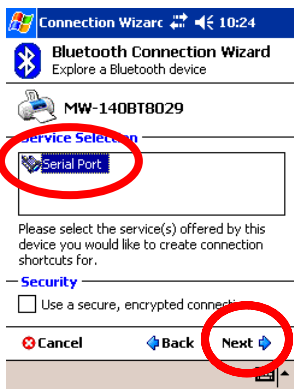 Connection Wizarc 10:24
Bluetooth Connection Wizard
Explore a Bluetooth device
MW-140BT8029
Service Selection
Serial Port
Please select the service(s) offered by this
device you would like to create connection
shortcuts for.
Security
Use a secure, encrypted connection
Cancel Back Next